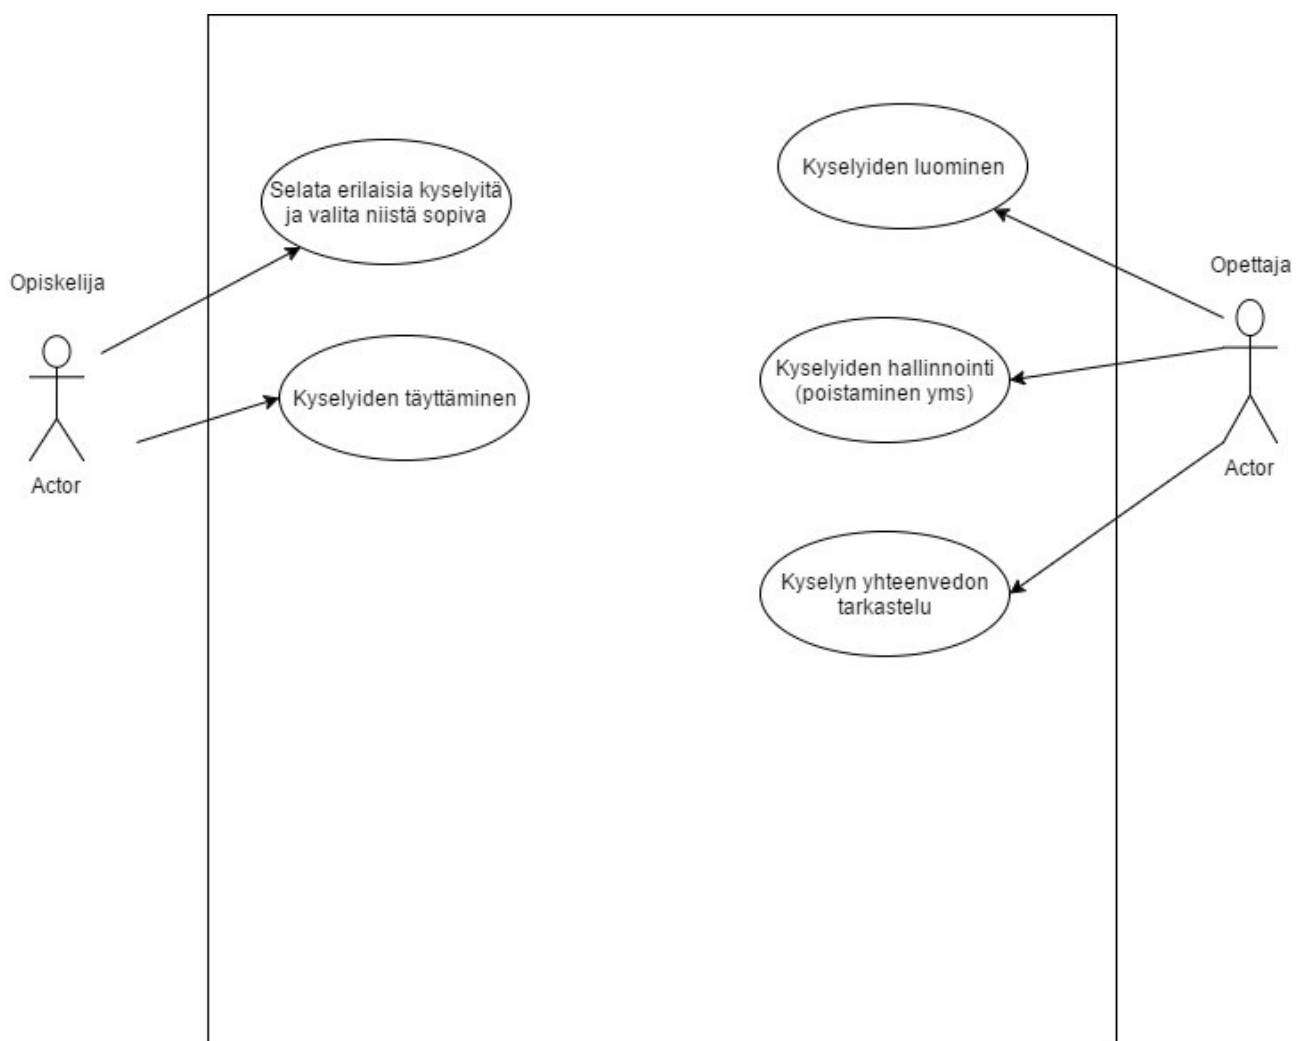 Opiskelija
Actor
Selata erilaisia kyselyitä
ja valita niistä sopiva
Kyselyiden täyttäminen
Kyselyiden luominen
Kyselyiden hallinnointi
(poistaminen yms)
Kyselyn yhteenvedon
tarkastelu
Opettaja
Actor